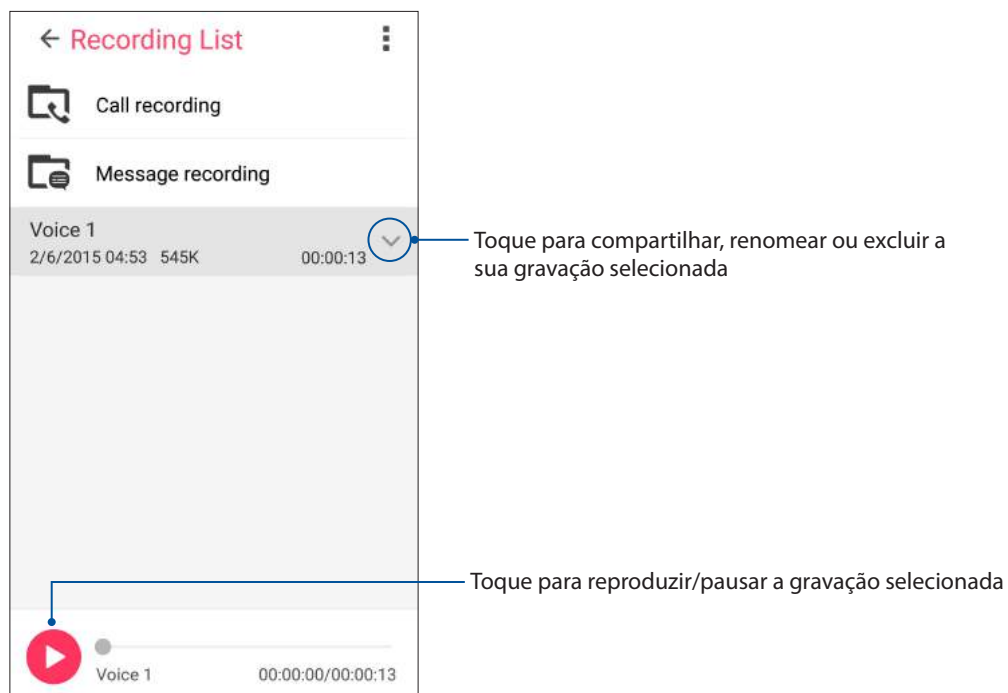 Recording List
Call recording
Message recording
Voice 1
2/6/2015 04:53 545K 00:00:13
Toque para compartilhar, renomear ou excluir a
sua gravação selecionada
Toque para reproduzir/pausar a gravação selecionada
Voice 1 00:00:00/00:00:13